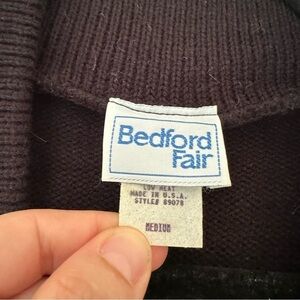 Bedford
Fair
LOW HEAT
MADE IN U.S.A.
STYLE# 89078
MEDIUM